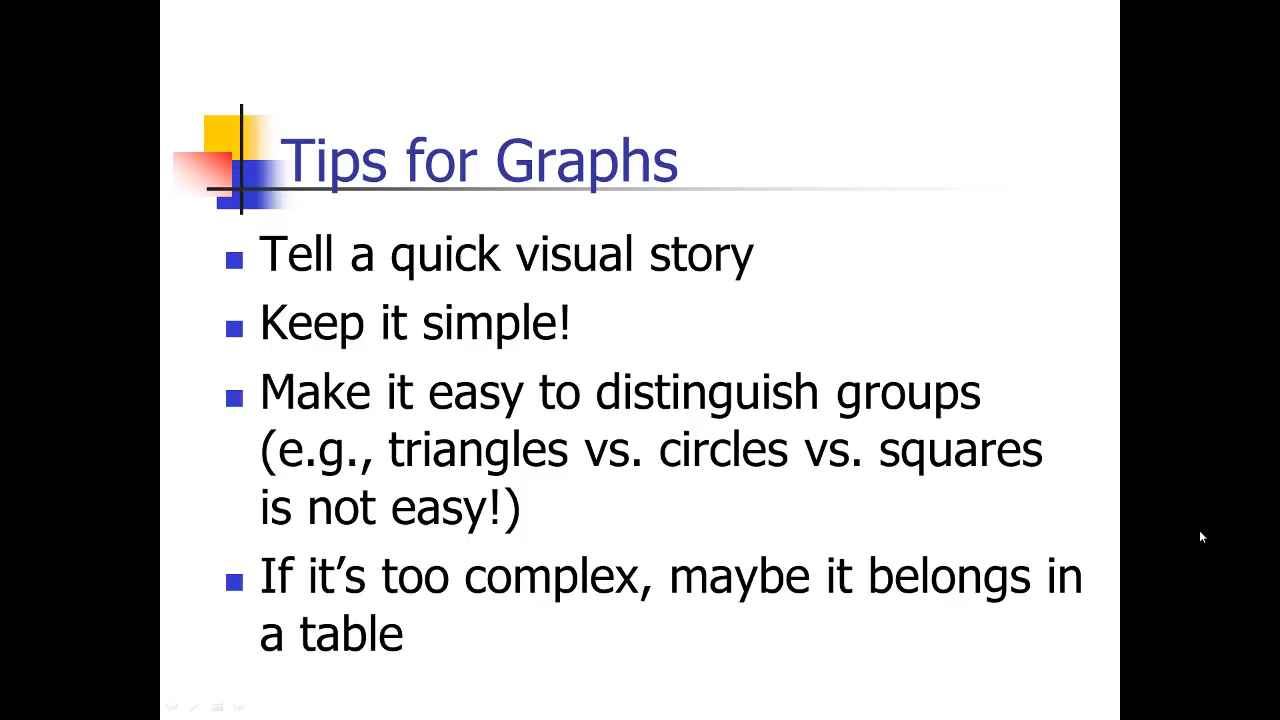 Tips for Graphs
Tell a quick visual story
Keep it simple!
Make it easy to distinguish groups
(e.g., triangles vs. circles vs. squares
is not easy!)
If it’s too complex, maybe it belongs in
a table